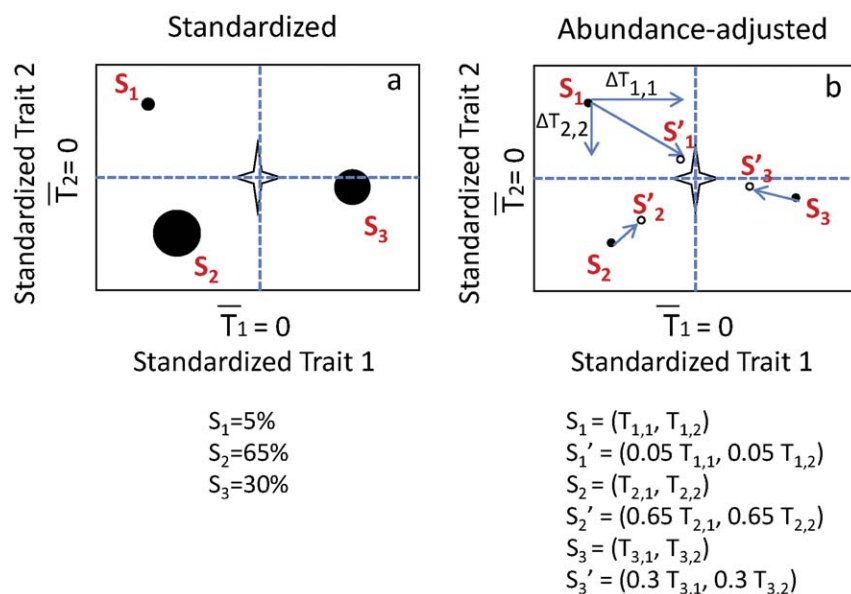 Standardized
Abundance-adjusted
a
S₁
S₂
S₃
Standardized Trait 2
T̅₂= 0
T̅₁ = 0
Standardized Trait 1
S₁=5%
S₂=65%
S₃=30%
b
S₁
ΔT₁,₁
ΔT₂,₂
S'₁
S'₃
S'₂
S₃
S₂
Standardized Trait 2
T̅₂= 0
T̅₁ = 0
Standardized Trait 1
S₁ = (T₁,₁, T₁,₂)
S₁’ = (0.05 T₁,₁, 0.05 T₁,₂)
S₂ = (T₂,₁, T₂,₂)
S₂’ = (0.65 T₂,₁, 0.65 T₂,₂)
S₃ = (T₃,₁, T₃,₂)
S₃’ = (0.3 T₃,₁, 0.3 T₃,₂)